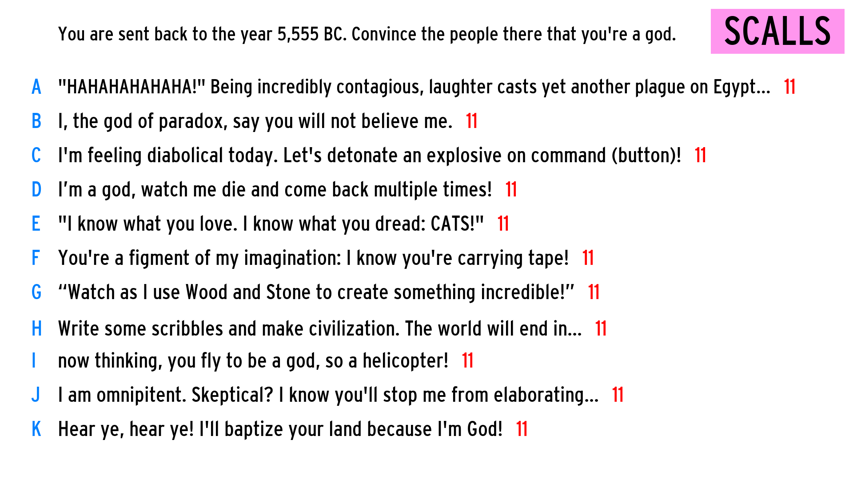 You are sent back to the year 5,555 BC. Convince the people there that you're a god.
SCALLS
A "HAHAHAHAHAHA!" Being incredibly contagious, laughter casts yet another plague on Egypt... 11
B I, the god of paradox, say you will not believe me. 11
C I'm feeling diabolical today. Let's detonate an explosive on command (button)! 11
D I’m a god, watch me die and come back multiple times! 11
E "I know what you love. I know what you dread: CATS!" 11
F You're a figment of my imagination: I know you're carrying tape! 11
G “Watch as I use Wood and Stone to create something incredible!” 11
H Write some scribbles and make civilization. The world will end in... 11
I now thinking, you fly to be a god, so a helicopter! 11
J I am omnipitent. Skeptical? I know you'll stop me from elaborating... 11
K Hear ye, hear ye! I'll baptize your land because I'm God! 11